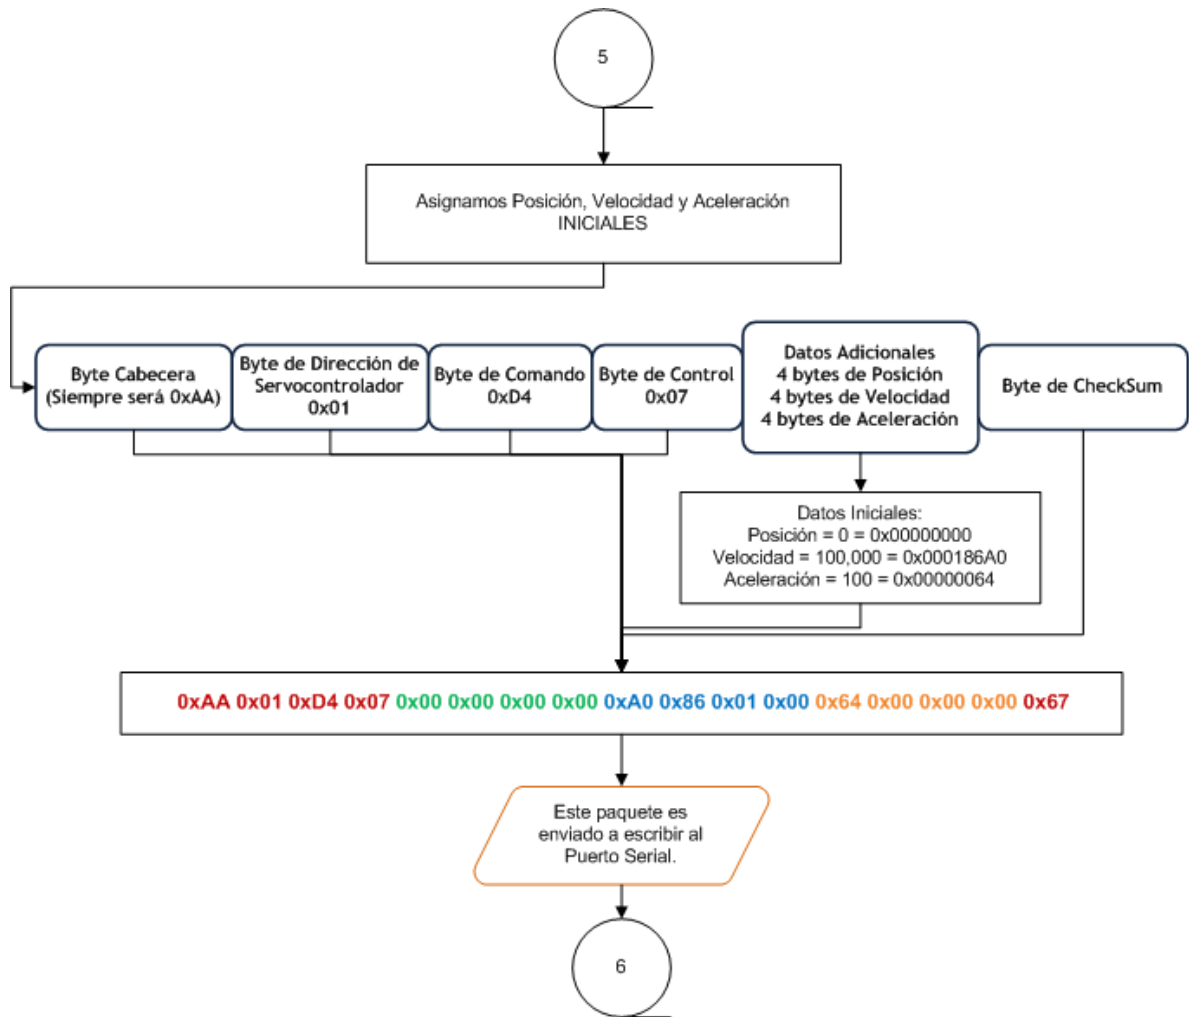 5
Asignamos Posición, Velocidad y Aceleración
INICIALES
Byte Cabecera
(Siempre será 0xAA)
Byte de Dirección de
Servocontrolador
0x01
Byte de Comando
0xD4
Byte de Control
0x07
Datos Adicionales
4 bytes de Posición
4 bytes de Velocidad
4 bytes de Aceleración
Byte de CheckSum
Datos Iniciales:
Posición = 0 = 0x00000000
Velocidad = 100,000 = 0x000186A0
Aceleración = 100 = 0x00000064
0xAA 0x01 0xD4 0x07 0x00 0x00 0x00 0x00 0xA0 0x86 0x01 0x00 0x64 0x00 0x00 0x00 0x67
Este paquete es
enviado a escribir al
Puerto Serial.
6